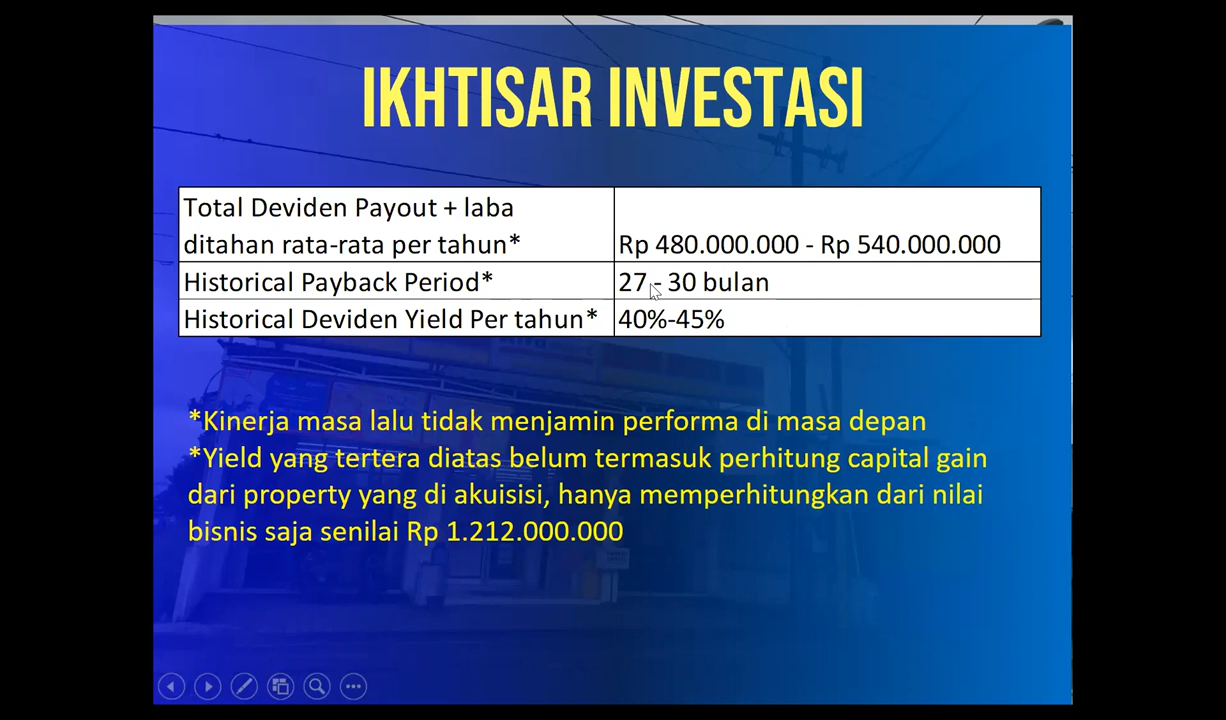 IKHTISAR INVESTASI
Total Deviden Payout + laba
ditahan rata-rata per tahun*
Rp 480.000.000 - Rp 540.000.000
Historical Payback Period*
27 - 30 bulan
Historical Deviden Yield Per tahun*
40%-45%
*Kinerja masa lalu tidak menjamin performa di masa depan
*Yield yang tertera diatas belum termasuk perhitung capital gain
dari property yang di akuisisi, hanya memperhitungkan dari nilai
bisnis saja senilai Rp 1.212.000.000